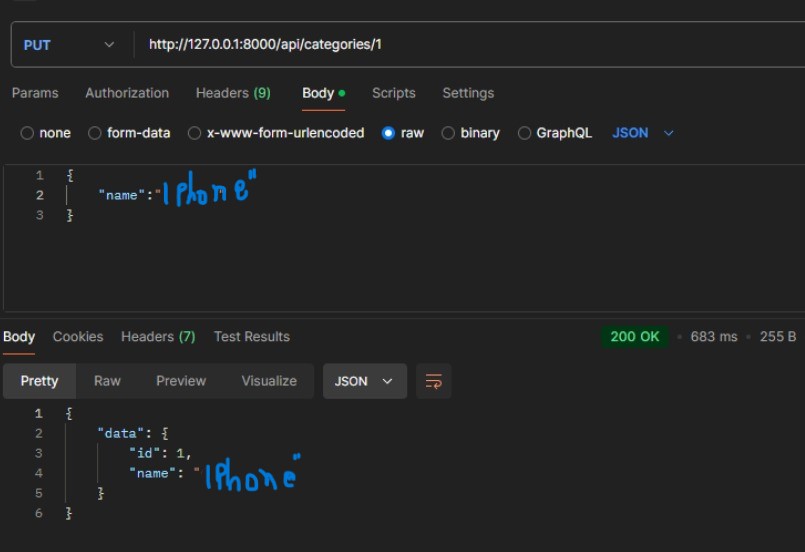 PUT http://127.0.0.1:8000/api/categories/1
Params Authorization Headers (9) Body Scripts Settings
none form-data x-www-form-urlencoded raw binary GraphQL JSON
1 {
2 "name":"IPhone"
3 }
Body Cookies Headers (7) Test Results 200 OK 683 ms 255 B
Pretty Raw Preview Visualize JSON
1 {
2 "data": {
3 "id": 1,
4 "name": "IPhone"
5 }
6 }